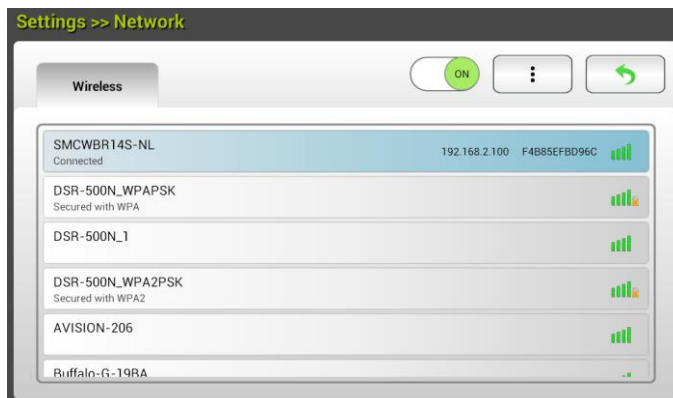 Settings >> Network
Wireless
ON
SMCWBR14S-NL
Connected
192.168.2.100 F4B85EFBD96C
DSR-500N_WPAPSK
Secured with WPA
DSR-500N_1
DSR-500N_WPA2PSK
Secured with WPA2
AVISION-206
Buffalo-G-19BA